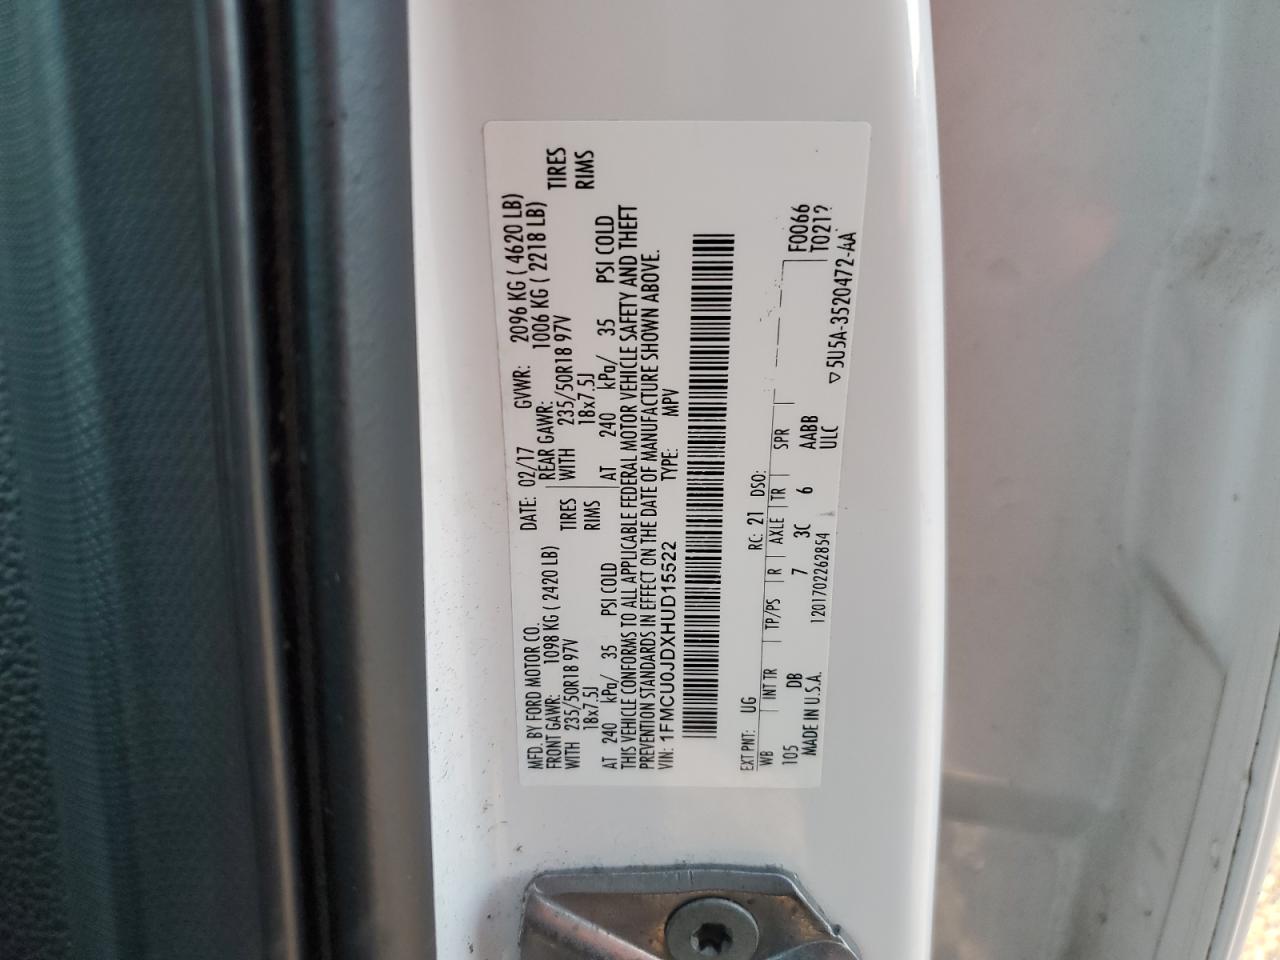 MFD. BY FORD MOTOR CO.
DATE: 02/17 GVWR: 2096 KG ( 4620 LB)
FRONT GAWR: 1098 KG ( 2420 LB) REAR GAWR: 1006 KG ( 2218 LB)
WITH 235/50R18 97V TIRES WITH 235/50R18 97V TIRES
18x7.5J RIMS 18x7.5J RIMS
AT 240 kPa/ 35 PSI COLD AT 240 kPa/ 35 PSI COLD
THIS VEHICLE CONFORMS TO ALL APPLICABLE FEDERAL MOTOR VEHICLE SAFETY AND THEFT
PREVENTION STANDARDS IN EFFECT ON THE DATE OF MANUFACTURE SHOWN ABOVE.
VIN: 1FMCU0JDXHUD15522 TYPE: MPV
EXT PNT: UG RC: 21 DSO:
WB INT TR TP/PS R AXLE TR SPR F0066
105 DB 7 3C 6 AABB T0217
MADE IN U.S.A. 1201702262854 ULC
▽5U5A-3520472-AA